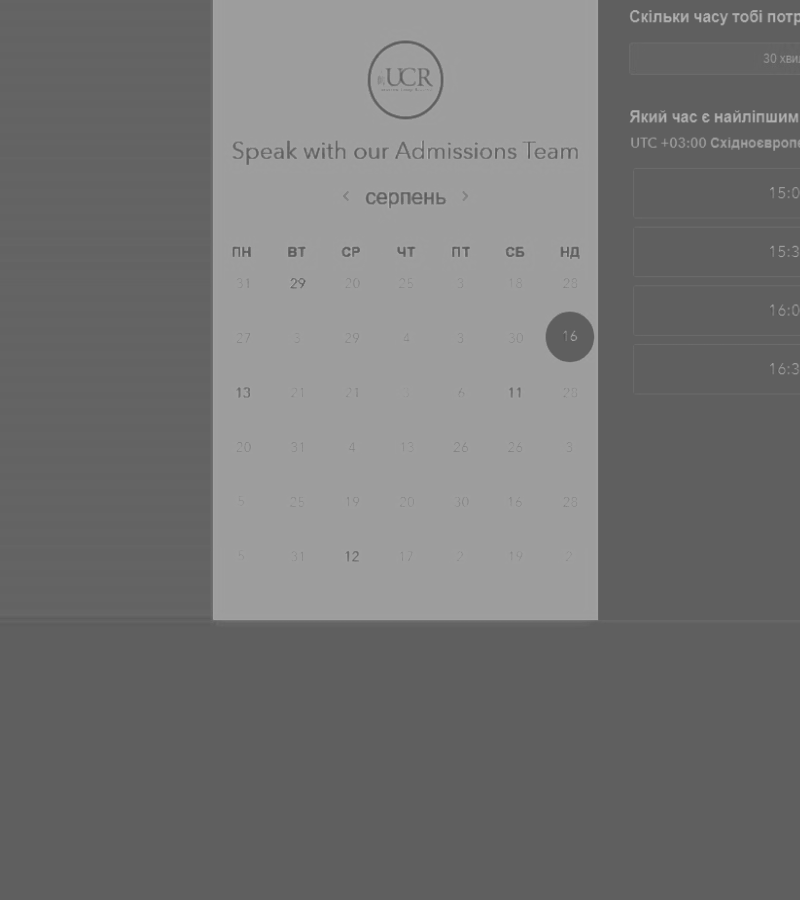 UCR
Speak with our Admissions Team
< серпень >
ПН ВТ СР ЧТ ПТ СБ НД
31 29 20 25 3 18 28
27 3 29 4 3 30 16
13 21 21 5 6 11 20
20 31 4 13 26 26 3
5 25 19 20 30 16 28
5 31 12 17 2 19 2
Скільки часу тобі потр
30 хви
Який час є найліпшим
UTC +03:00 Східноєвропе
15:0
15:3
16:0
16:3